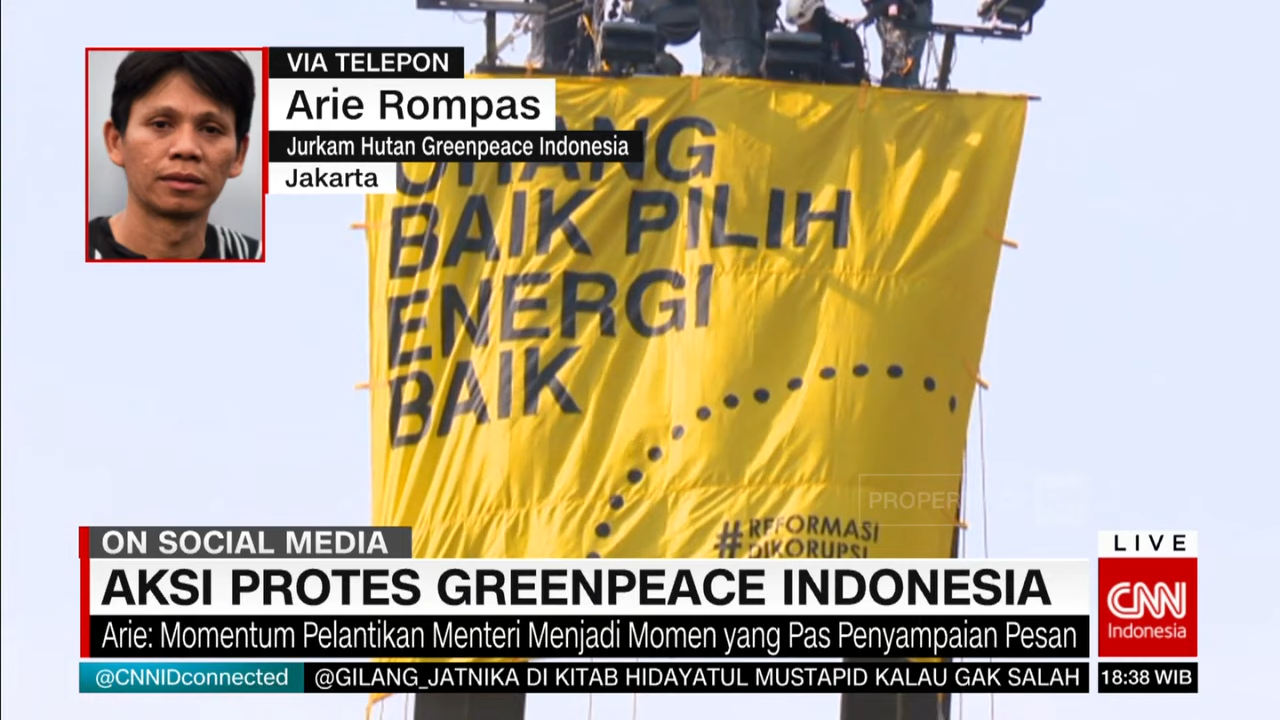 VIA TELEPON
Arie Rompas
Jurkam Hutan Greenpeace Indonesia
Jakarta
ORANG
BAIK PILIH
ENERGI
BAIK
#REFORMASI
DIKORUPSI
ON SOCIAL MEDIA
AKSI PROTES GREENPEACE INDONESIA
Arie: Momentum Pelantikan Menteri Menjadi Momen yang Pas Penyampaian Pesan
@CNNIDconnected
@GILANG_JATNIKA DI KITAB HIDAYATUL MUSTAPID KALAU GAK SALAH
LIVE
CNN
Indonesia
18:38 WIB